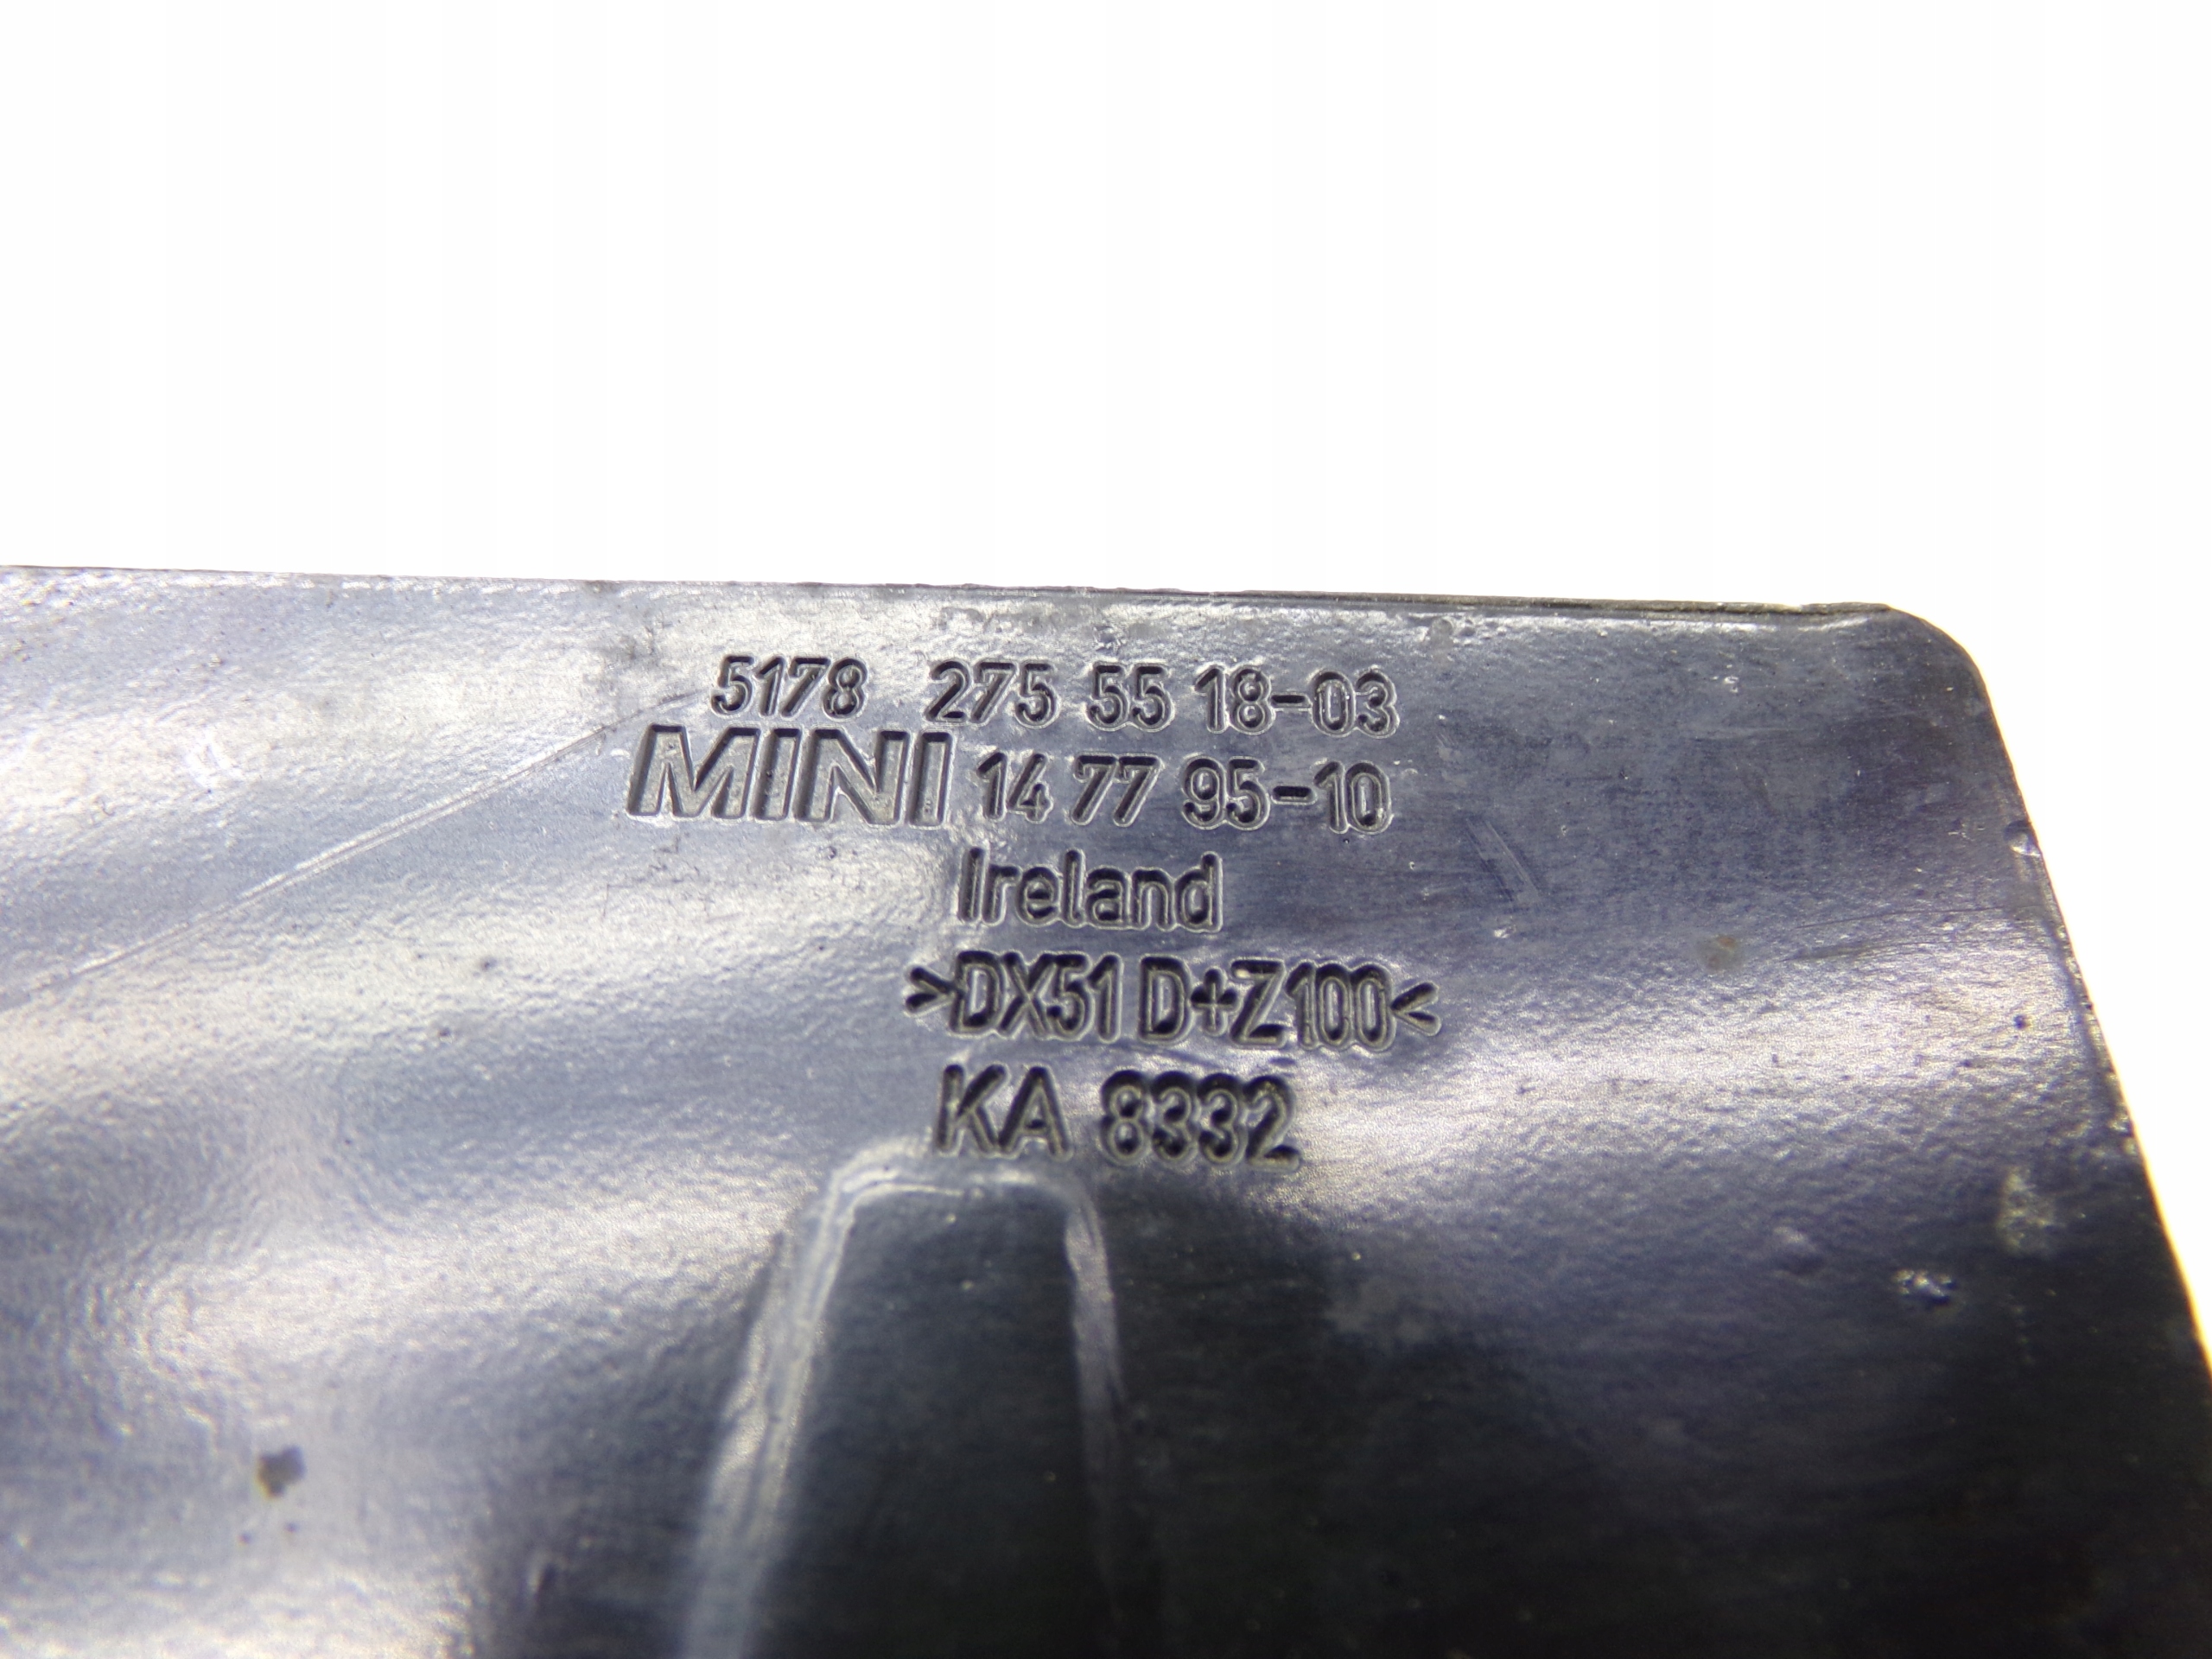 5178 275 55 18-03
MINI 14 77 95-10
Ireland
>DX51 D+Z100<
KA 8332